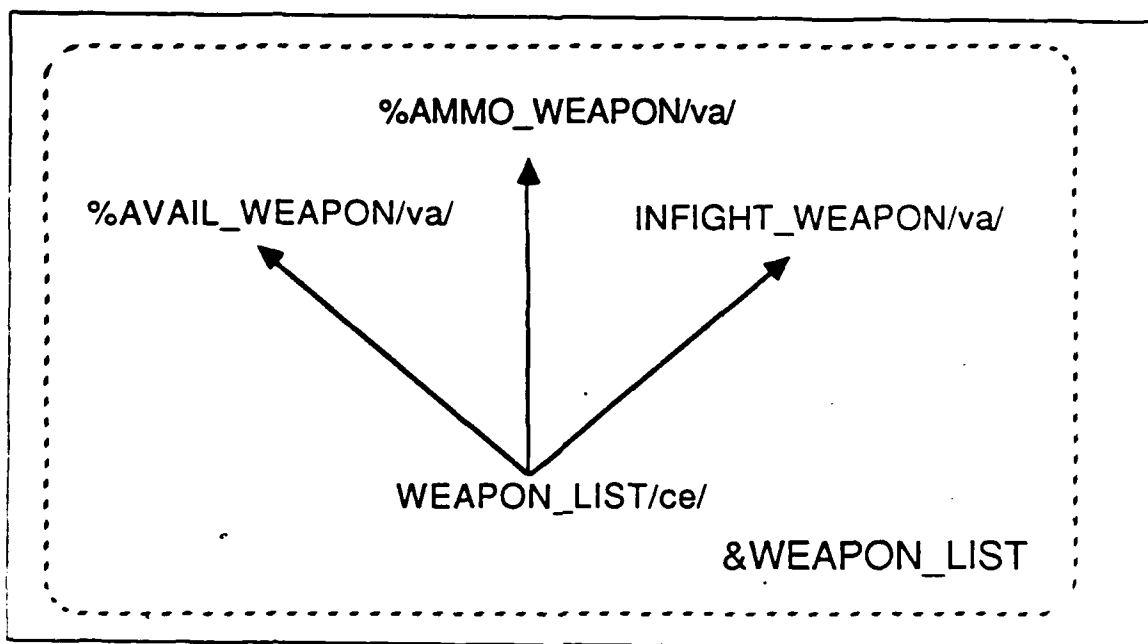 %AMMO_WEAPON/va/
%AVAIL_WEAPON/va/
INFIGHT_WEAPON/va/
WEAPON_LIST/ce/
&WEAPON_LIST